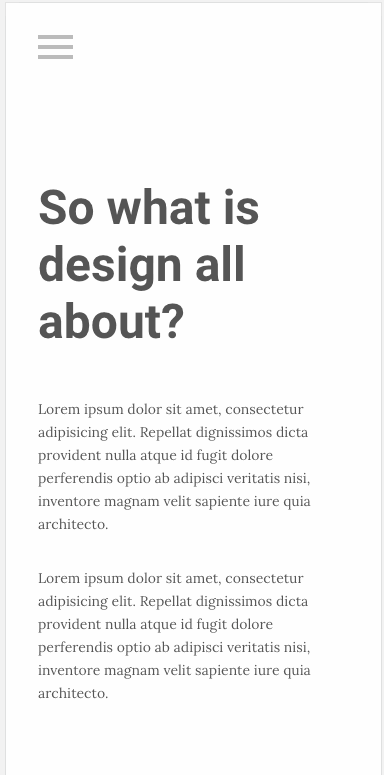 So what is
design all
about?
Lorem ipsum dolor sit amet, consectetur
adipisicing elit. Repellat dignissimos dicta
provident nulla atque id fugit dolore
perferendis optio ab adipisci veritatis nisi,
inventore magnam velit sapiente iure quia
architecto.
Lorem ipsum dolor sit amet, consectetur
adipisicing elit. Repellat dignissimos dicta
provident nulla atque id fugit dolore
perferendis optio ab adipisci veritatis nisi,
inventore magnam velit sapiente iure quia
architecto.